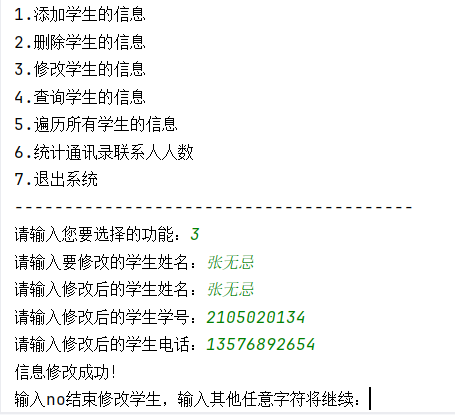 1.添加学生的信息
2.删除学生的信息
3.修改学生的信息
4.查询学生的信息
5.遍历所有学生的信息
6.统计通讯录联系人人数
7.退出系统
----------------------------------------
请输入您要选择的功能：3
请输入要修改的学生姓名：张无忌
请输入修改后的学生姓名：张无忌
请输入修改后的学生学号：2105020134
请输入修改后的学生电话：13576892654
信息修改成功!
输入no结束修改学生，输入其他任意字符将继续：